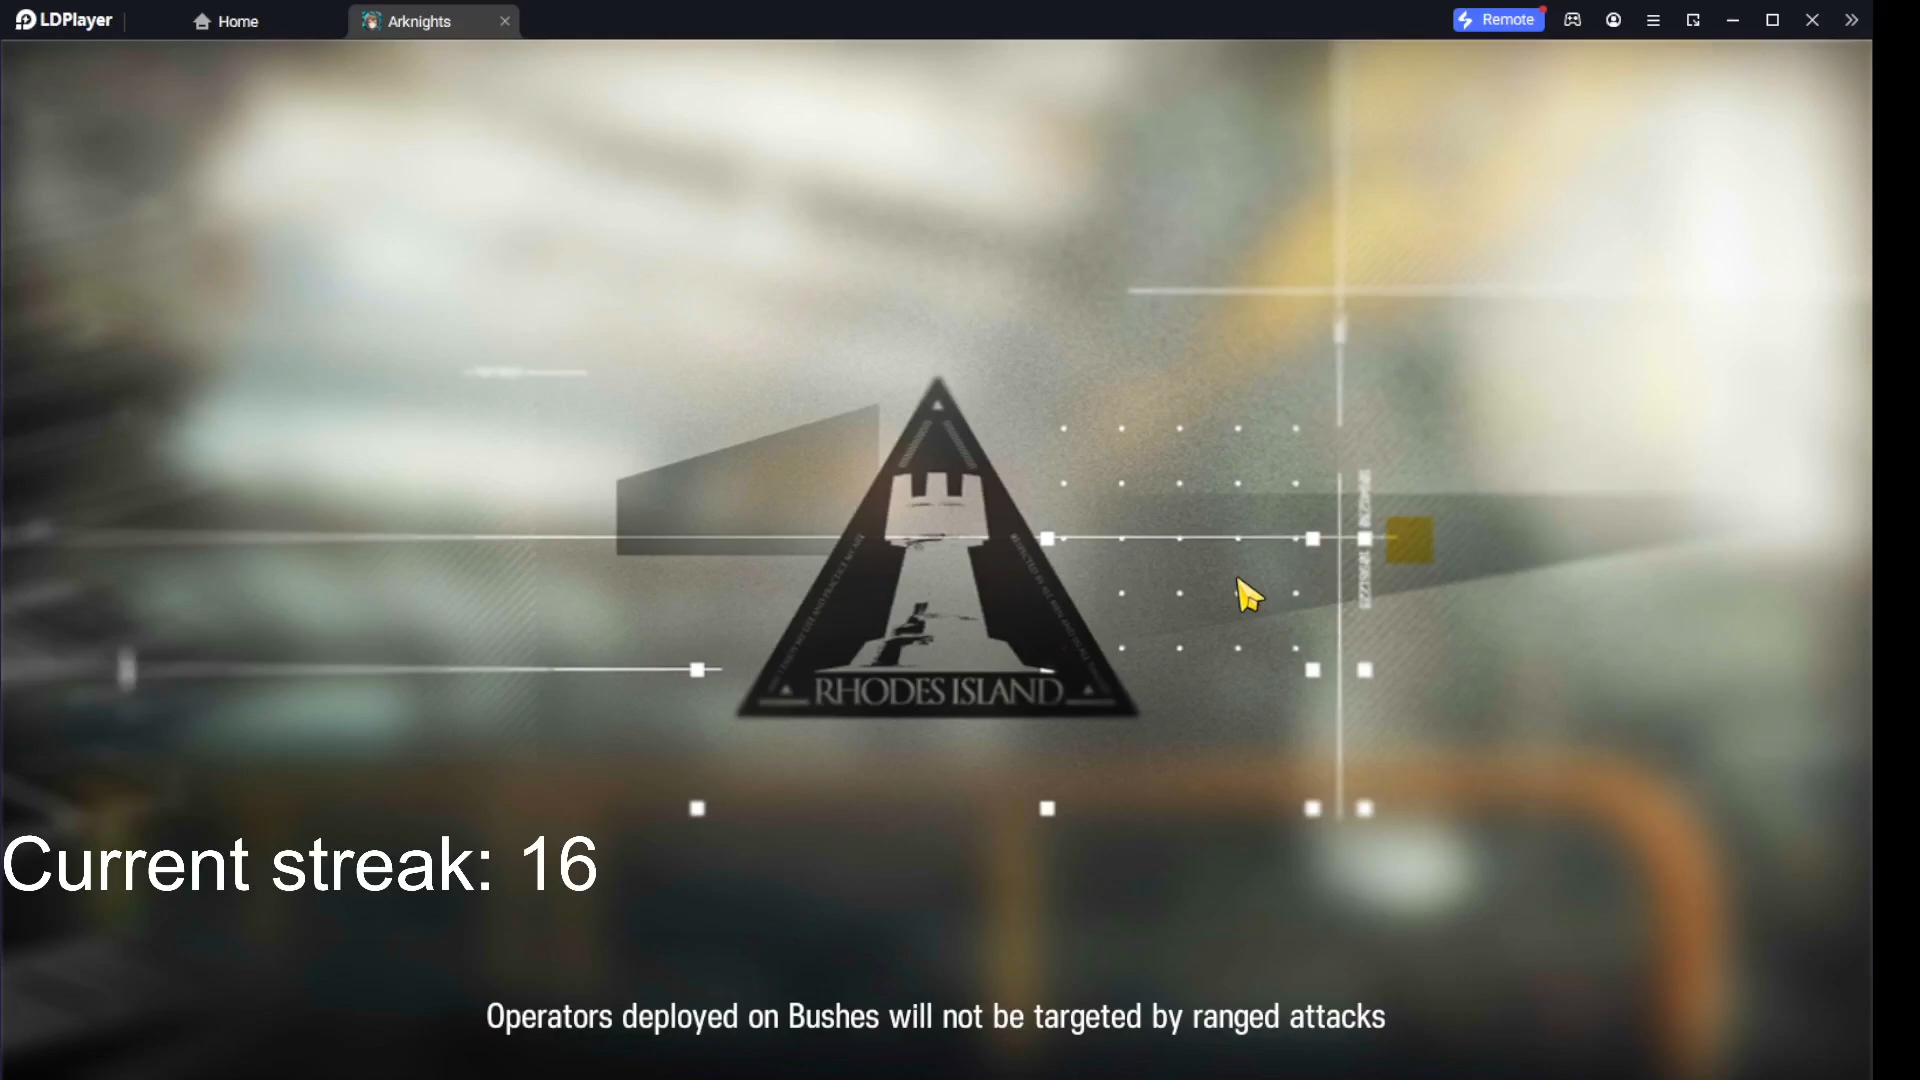 LDPlayer
Home
Arknights
Remote
RHODES ISLAND
Current streak: 16
Operators deployed on Bushes will not be targeted by ranged attacks